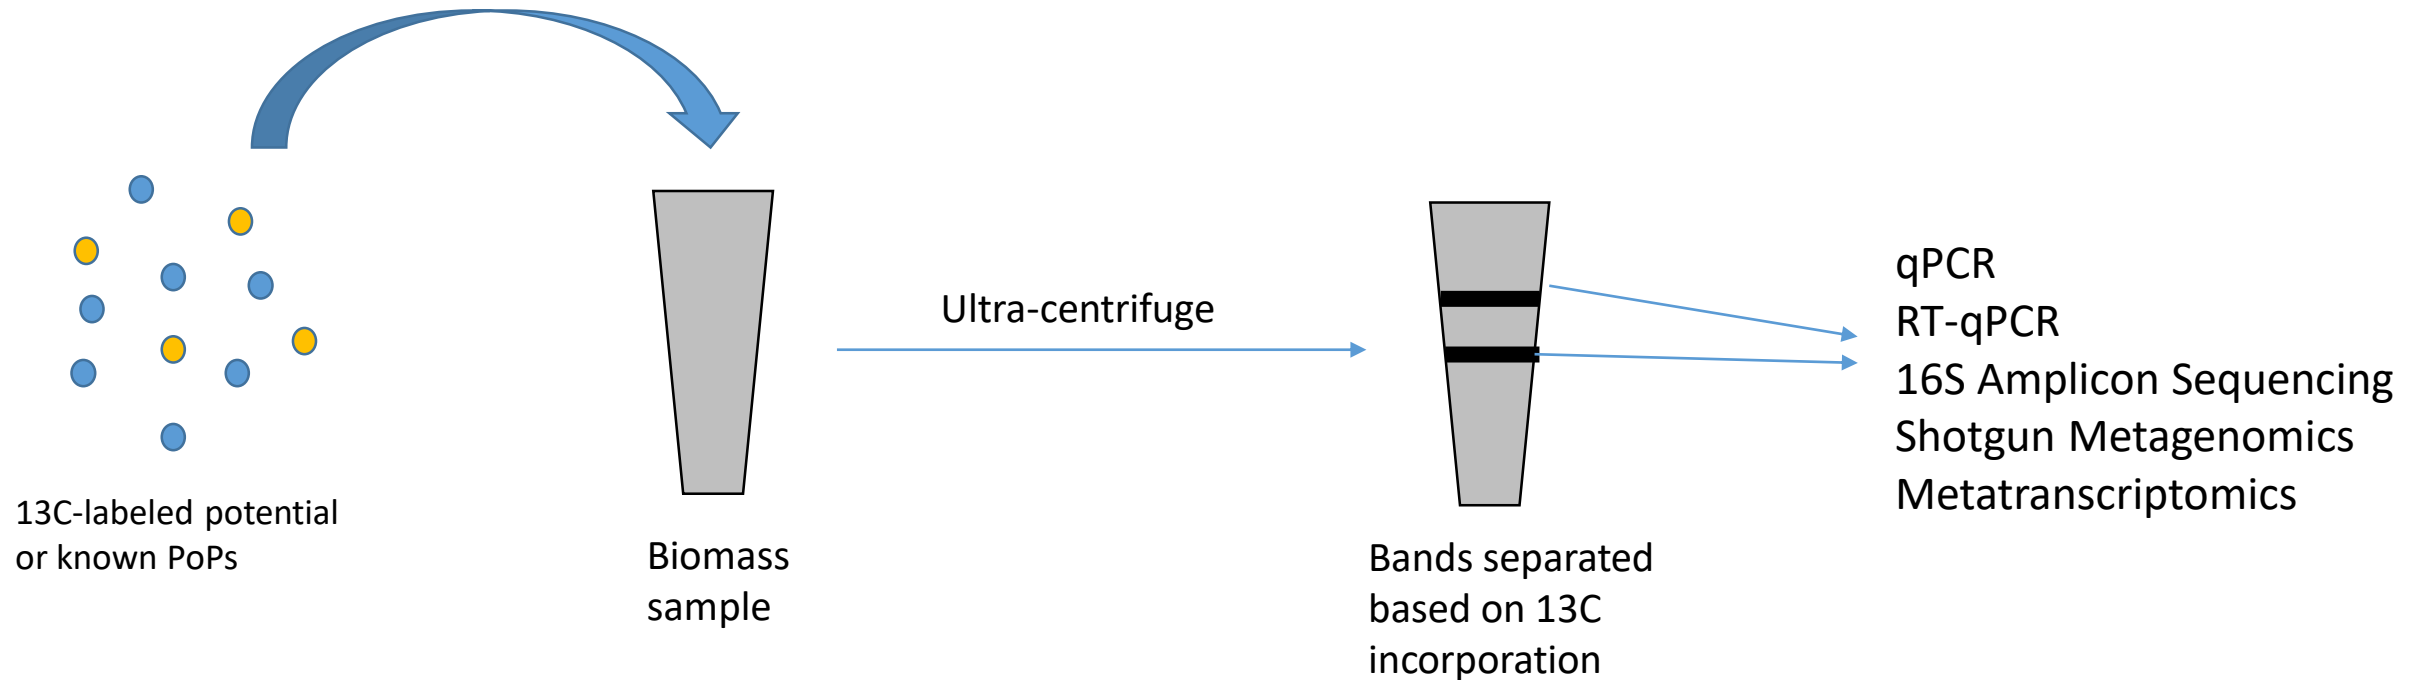 13C-labeled potential
or known PoPs
Biomass
sample
Ultra-centrifuge
Bands separated
based on 13C
incorporation
qPCR
RT-qPCR
16S Amplicon Sequencing
Shotgun Metagenomics
Metatranscriptomics